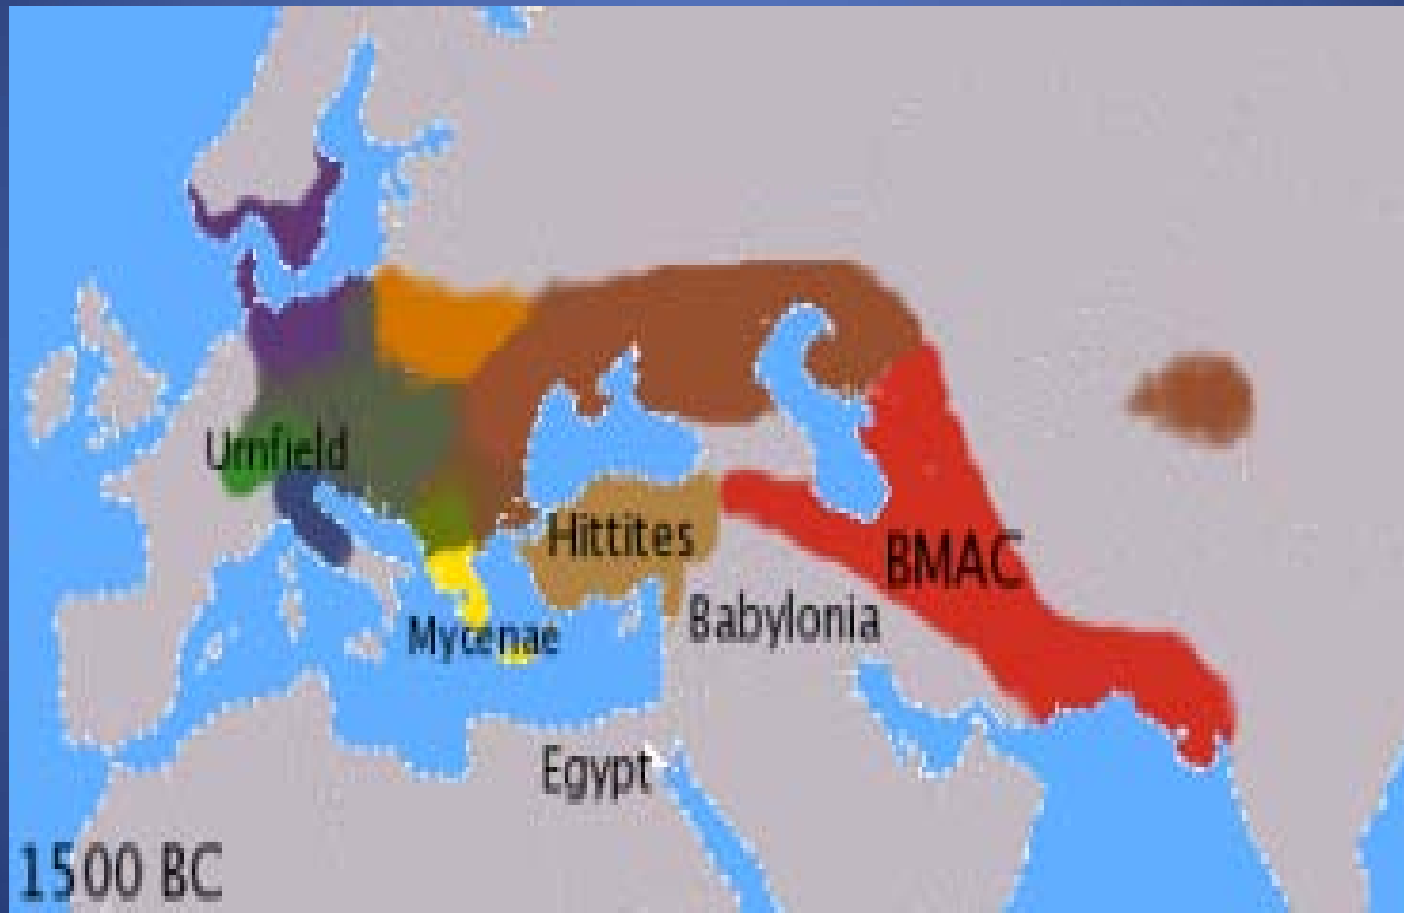 Urnfield
Hittites
BMAC
Babylonia
Mycenae
Egypt
1500 BC